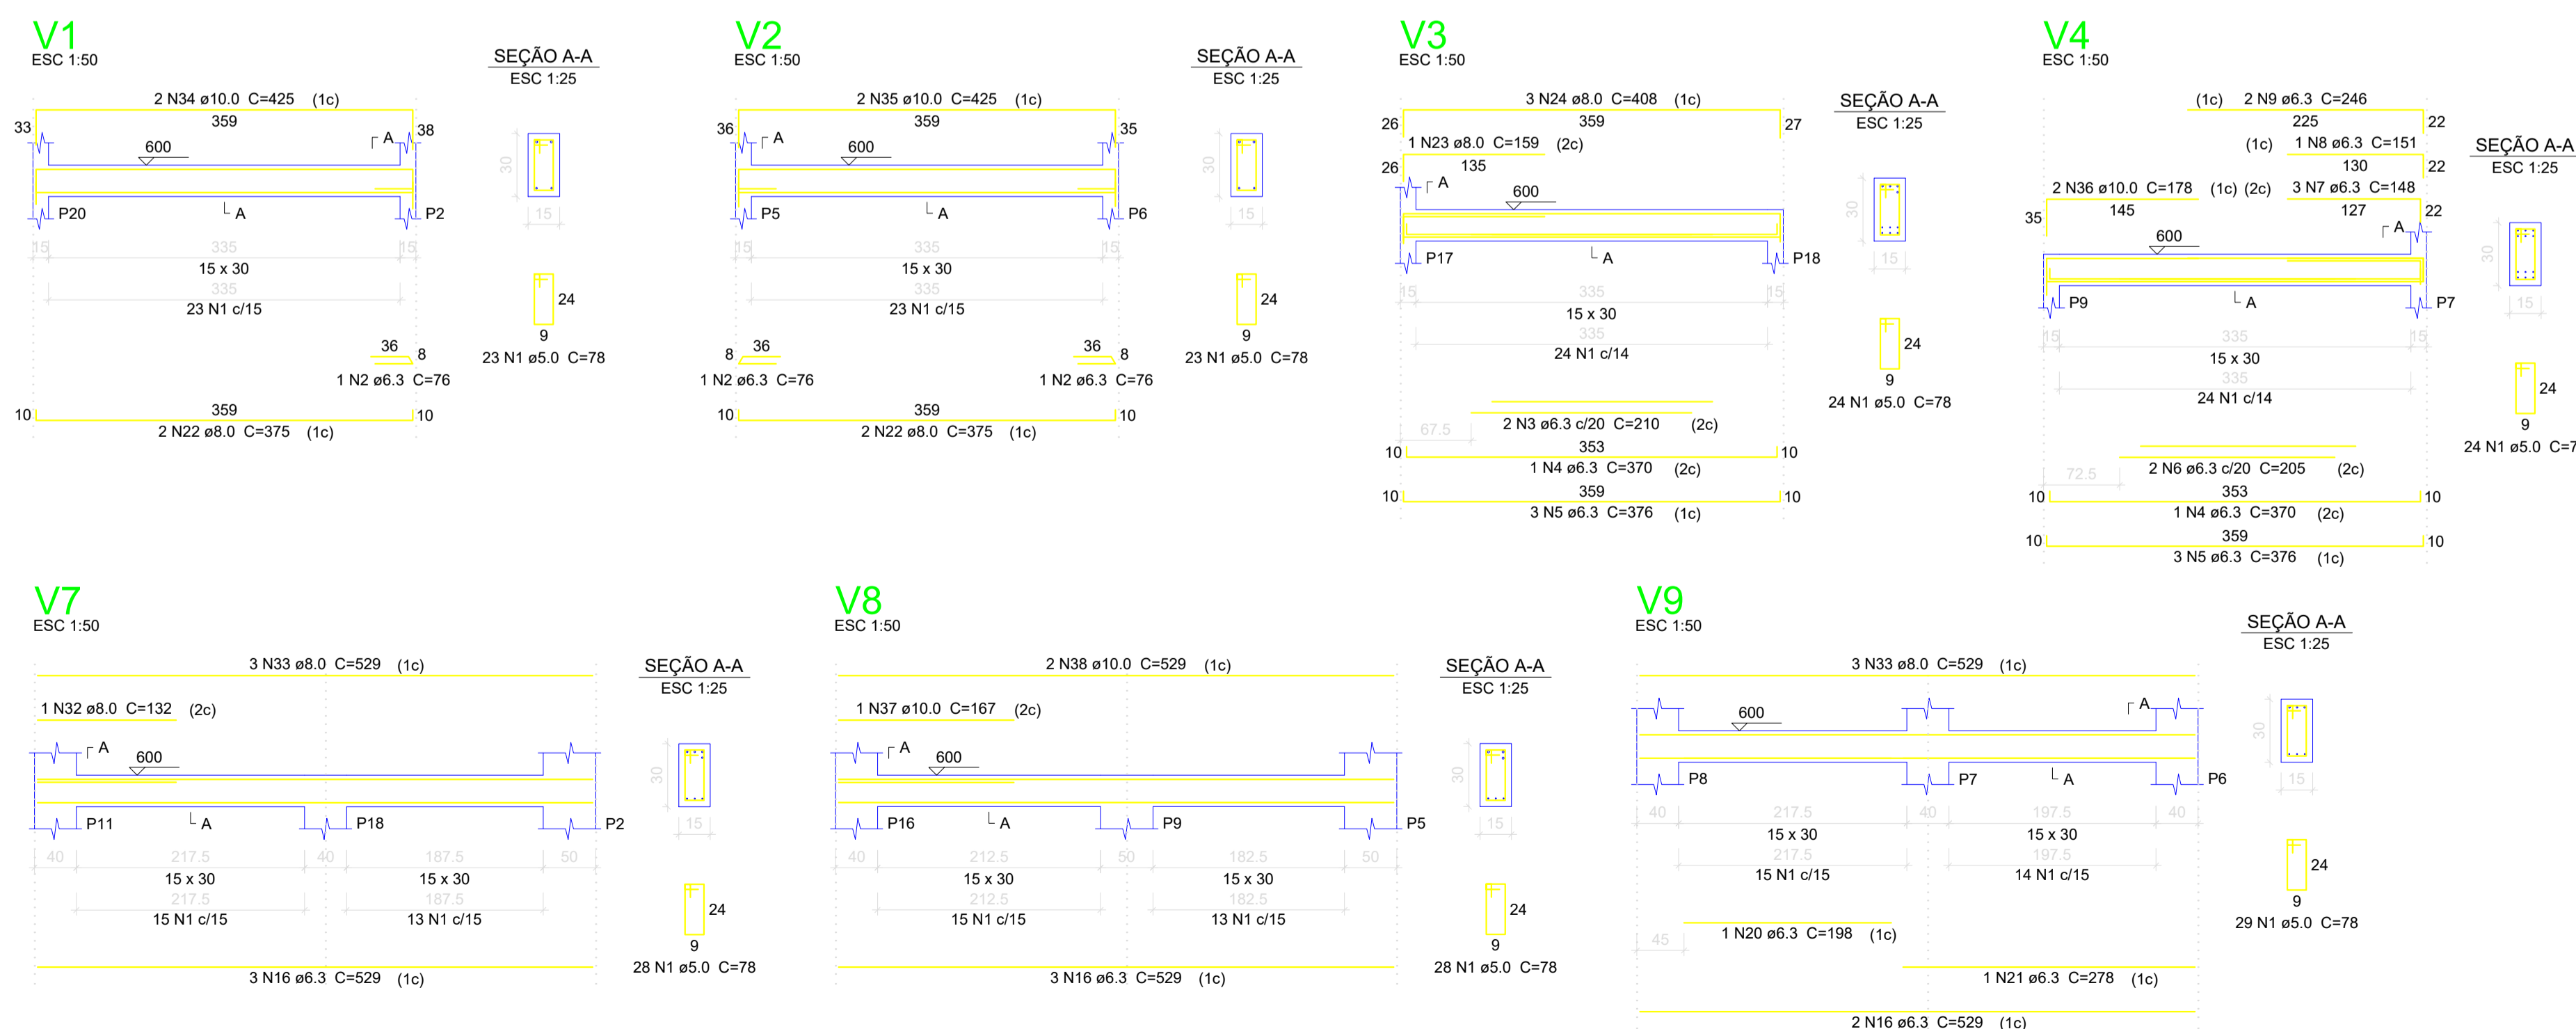 V1
ESC 1:50
SEÇÃO A-A
ESC 1:25
2 N34 ø10.0 C=425 (1c)
359
33
38
A
600
30
P20
A
P2
15
15
335
15
15 x 30
335
23 N1 c/15
24
9
23 N1 ø5.0 C=78
36
8
1 N2 ø6.3 C=76
359
10
10
2 N22 ø8.0 C=375 (1c)
V2
ESC 1:50
SEÇÃO A-A
ESC 1:25
2 N35 ø10.0 C=425 (1c)
359
36
35
A
600
30
P5
A
P6
15
15
335
15
15 x 30
335
23 N1 c/15
24
9
23 N1 ø5.0 C=78
36
8
1 N2 ø6.3 C=76
36
8
1 N2 ø6.3 C=76
359
10
10
2 N22 ø8.0 C=375 (1c)
V3
ESC 1:50
SEÇÃO A-A
ESC 1:25
3 N24 ø8.0 C=408 (1c)
359
26
27
1 N23 ø8.0 C=159 (2c)
135
26
A
600
30
P17
A
P18
15
15
335
15
15 x 30
335
24 N1 c/14
24
9
24 N1 ø5.0 C=78
2 N3 ø6.3 c/20 C=210 (2c)
67.5
353
10
10
1 N4 ø6.3 C=370 (2c)
359
10
10
3 N5 ø6.3 C=376 (1c)
V4
ESC 1:50
SEÇÃO A-A
ESC 1:25
(1c) 2 N9 ø6.3 C=246
225
22
(1c) 1 N8 ø6.3 C=151
130
22
2 N36 ø10.0 C=178 (1c) (2c) 3 N7 ø6.3 C=148
145
127
35
22
A
600
30
P9
A
P7
15
15
335
15
15 x 30
335
24 N1 c/14
24
9
24 N1 ø5.0 C=7
2 N6 ø6.3 c/20 C=205 (2c)
72.5
353
10
10
1 N4 ø6.3 C=370 (2c)
359
10
10
3 N5 ø6.3 C=376 (1c)
V7
ESC 1:50
SEÇÃO A-A
ESC 1:25
3 N33 ø8.0 C=529 (1c)
1 N32 ø8.0 C=132 (2c)
A
600
30
P11
A
P18
P2
15
40
217.5
40
187.5
50
15 x 30
15 x 30
217.5
187.5
15 N1 c/15
13 N1 c/15
24
9
28 N1 ø5.0 C=78
3 N16 ø6.3 C=529 (1c)
V8
ESC 1:50
SEÇÃO A-A
ESC 1:25
2 N38 ø10.0 C=529 (1c)
1 N37 ø10.0 C=167 (2c)
A
600
30
P16
A
P9
P5
15
40
212.5
50
182.5
50
15 x 30
15 x 30
212.5
182.5
15 N1 c/15
13 N1 c/15
24
9
28 N1 ø5.0 C=78
3 N16 ø6.3 C=529 (1c)
V9
ESC 1:50
SEÇÃO A-A
ESC 1:25
3 N33 ø8.0 C=529 (1c)
A
600
30
P8
P7
A
P6
15
40
217.5
40
197.5
40
15 x 30
15 x 30
217.5
197.5
15 N1 c/15
14 N1 c/15
24
9
29 N1 ø5.0 C=78
1 N20 ø6.3 C=198 (1c)
45
1 N21 ø6.3 C=278 (1c)
2 N16 ø6.3 C=529 (1c)